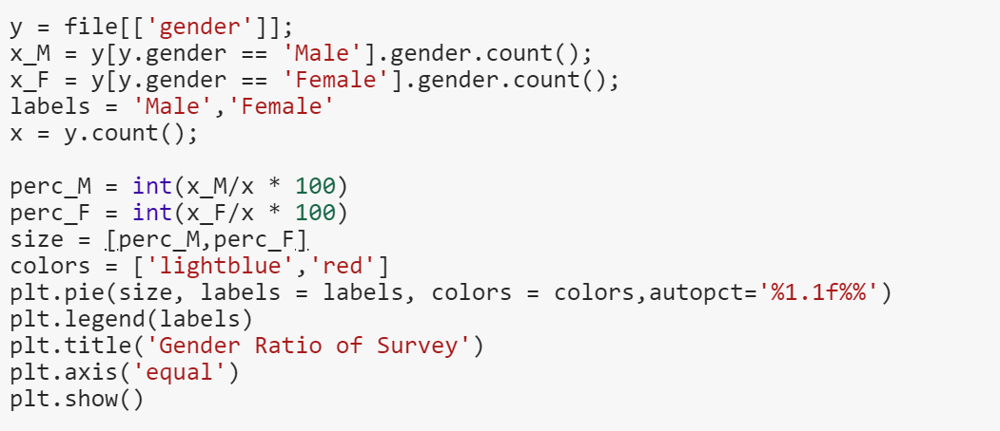 y = file[['gender']];
x_M = y[y.gender == 'Male'].gender.count();
x_F = y[y.gender == 'Female'].gender.count();
labels = 'Male','Female'
x = y.count();
perc_M = int(x_M/x * 100)
perc_F = int(x_F/x * 100)
size = [perc_M,perc_F]
colors = ['lightblue','red']
plt.pie(size, labels = labels, colors = colors,autopct='%1.1f%%')
plt.legend(labels)
plt.title('Gender Ratio of Survey')
plt.axis('equal')
plt.show()